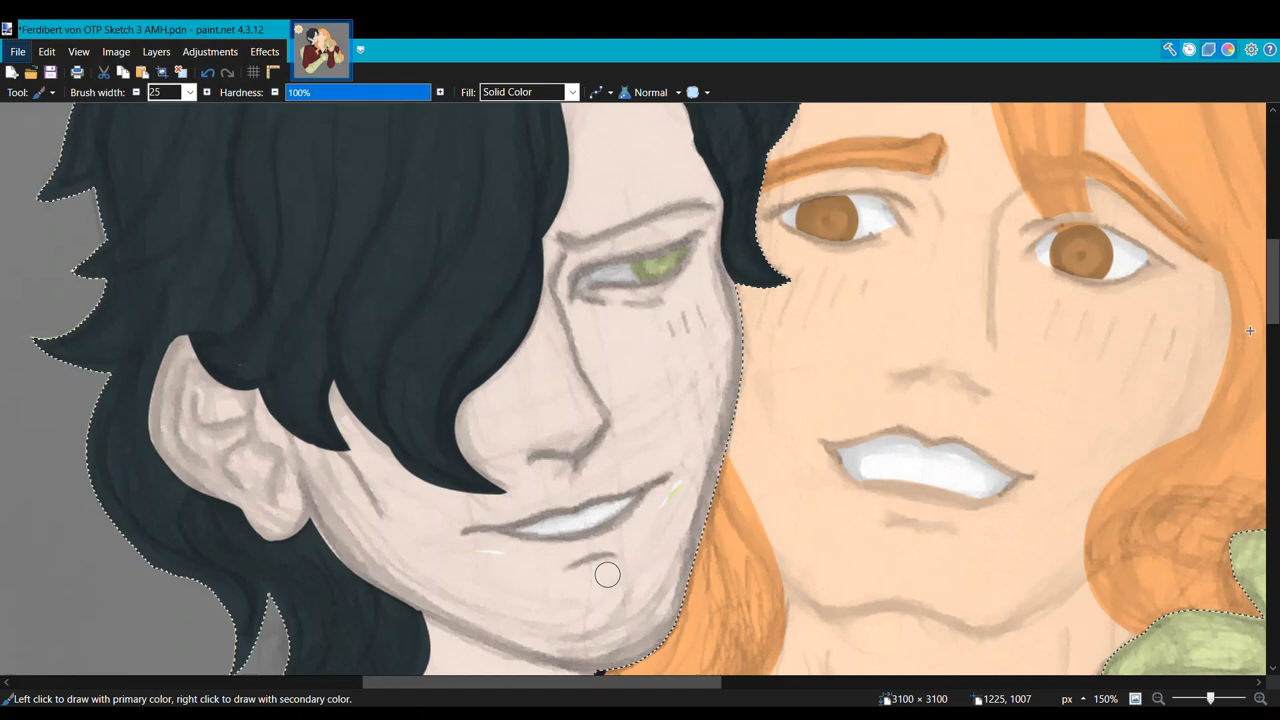 *Ferdibert von OTP Sketch 3 AMH.pdn - paint.net 4.3.12
File Edit View Image Layers Adjustments Effects
Tool: Brush width: 25 Hardness: 100% Fill: Solid Color Normal
Left click to draw with primary color, right click to draw with secondary color. 3100 × 3100 1225, 1007 px 150%